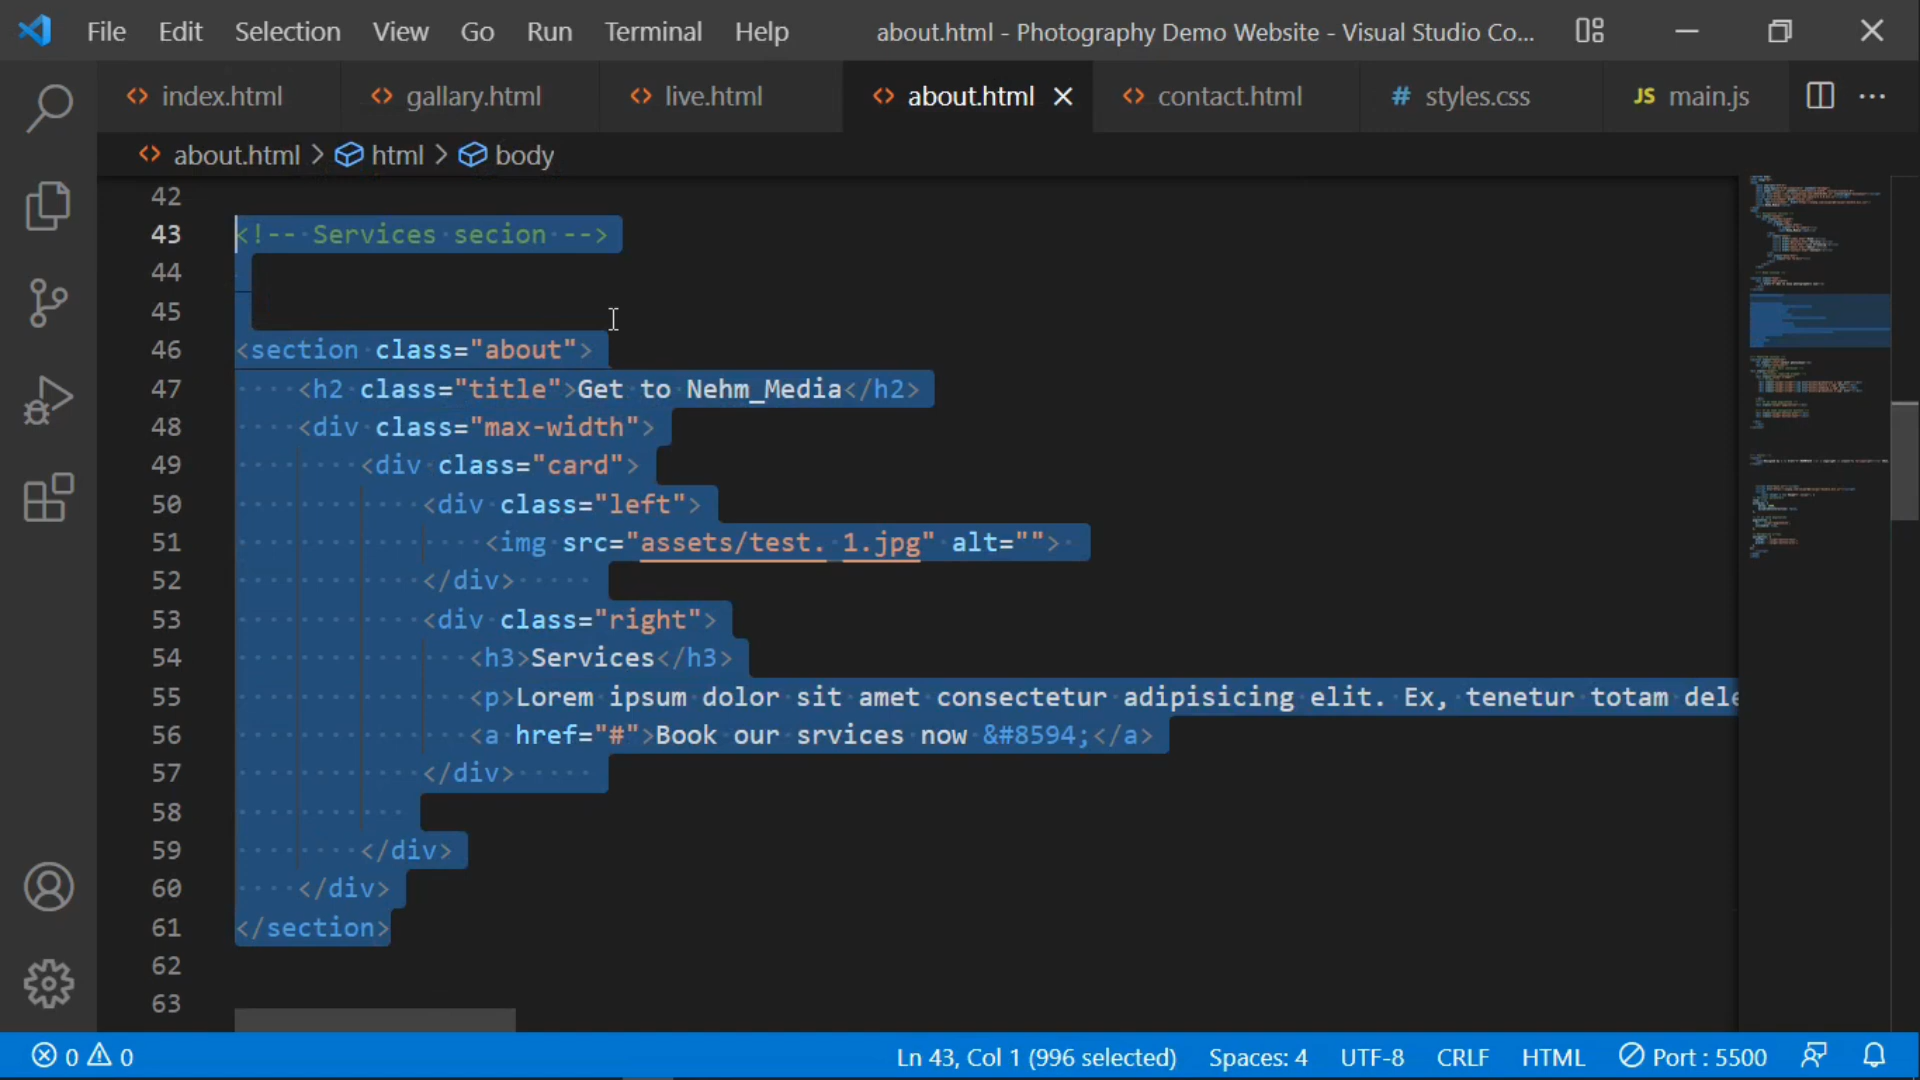 File Edit Selection View Go Run Terminal Help about.html - Photography Demo Website - Visual Studio Co...
index.html gallary.html live.html about.html contact.html # styles.css JS main.js
about.html > html > body
42
43 <!-- Services secion -->
44
45
46 <section class="about">
47 <h2 class="title">Get to Nehm_Media</h2>
48 <div class="max-width">
49 <div class="card">
50 <div class="left">
51 <img src="assets/test. 1.jpg" alt="">
52 </div>
53 <div class="right">
54 <h3>Services</h3>
55 <p>Lorem ipsum dolor sit amet consectetur adipisicing elit. Ex, tenetur totam dele
56 <a href="#">Book our srvices now &#8594;</a>
57 </div>
58
59 </div>
60 </div>
61 </section>
62
63
0 0 Ln 43, Col 1 (996 selected) Spaces: 4 UTF-8 CRLF HTML Port : 5500